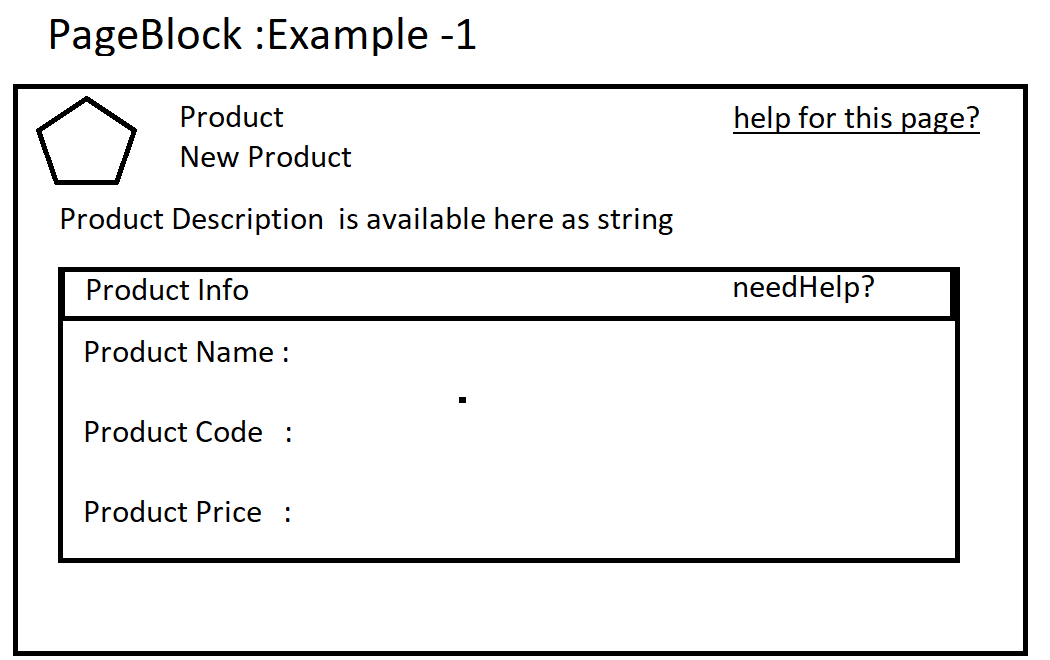 PageBlock :Example -1
Product
help for this page?
New Product
Product Description is available here as string
Product Info
needHelp?
Product Name :
Product Code :
Product Price :